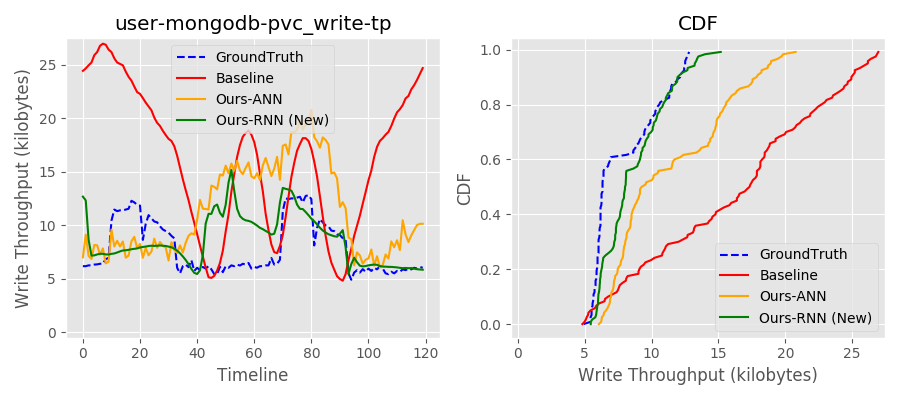 user-mongodb-pvc_write-tp
Write Throughput (kilobytes)
25
20
15
10
5
0
0
20
40
60
80
100
120
Timeline
GroundTruth
Baseline
Ours-ANN
Ours-RNN (New)
CDF
CDF
1.0
0.8
0.6
0.4
0.2
0.0
0
5
10
15
20
25
Write Throughput (kilobytes)
GroundTruth
Baseline
Ours-ANN
Ours-RNN (New)